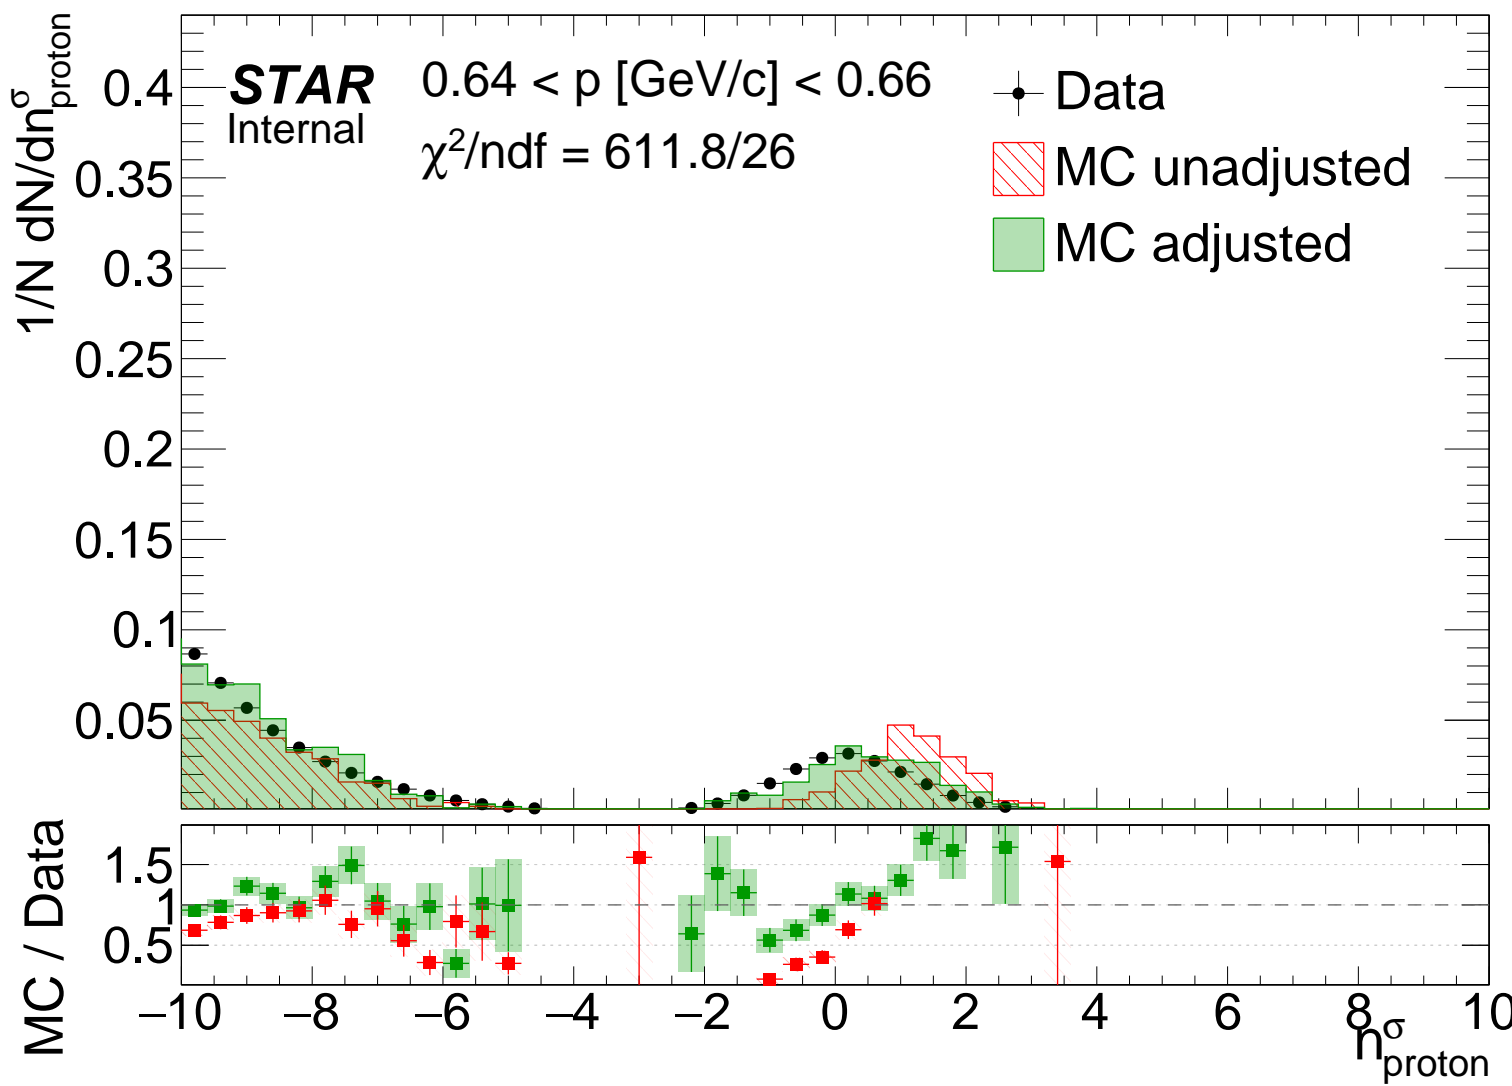 STAR
Internal
0.64 < p [GeV/c] < 0.66
χ²/ndf = 611.8/26
Data
MC unadjusted
MC adjusted
1/N dN/dn^σ_proton
0.4
0.35
0.3
0.25
0.2
0.15
0.1
0.05
MC / Data
1.5
1
0.5
−10 −8 −6 −4 −2 0 2 4 6 8 10
n^σ_proton